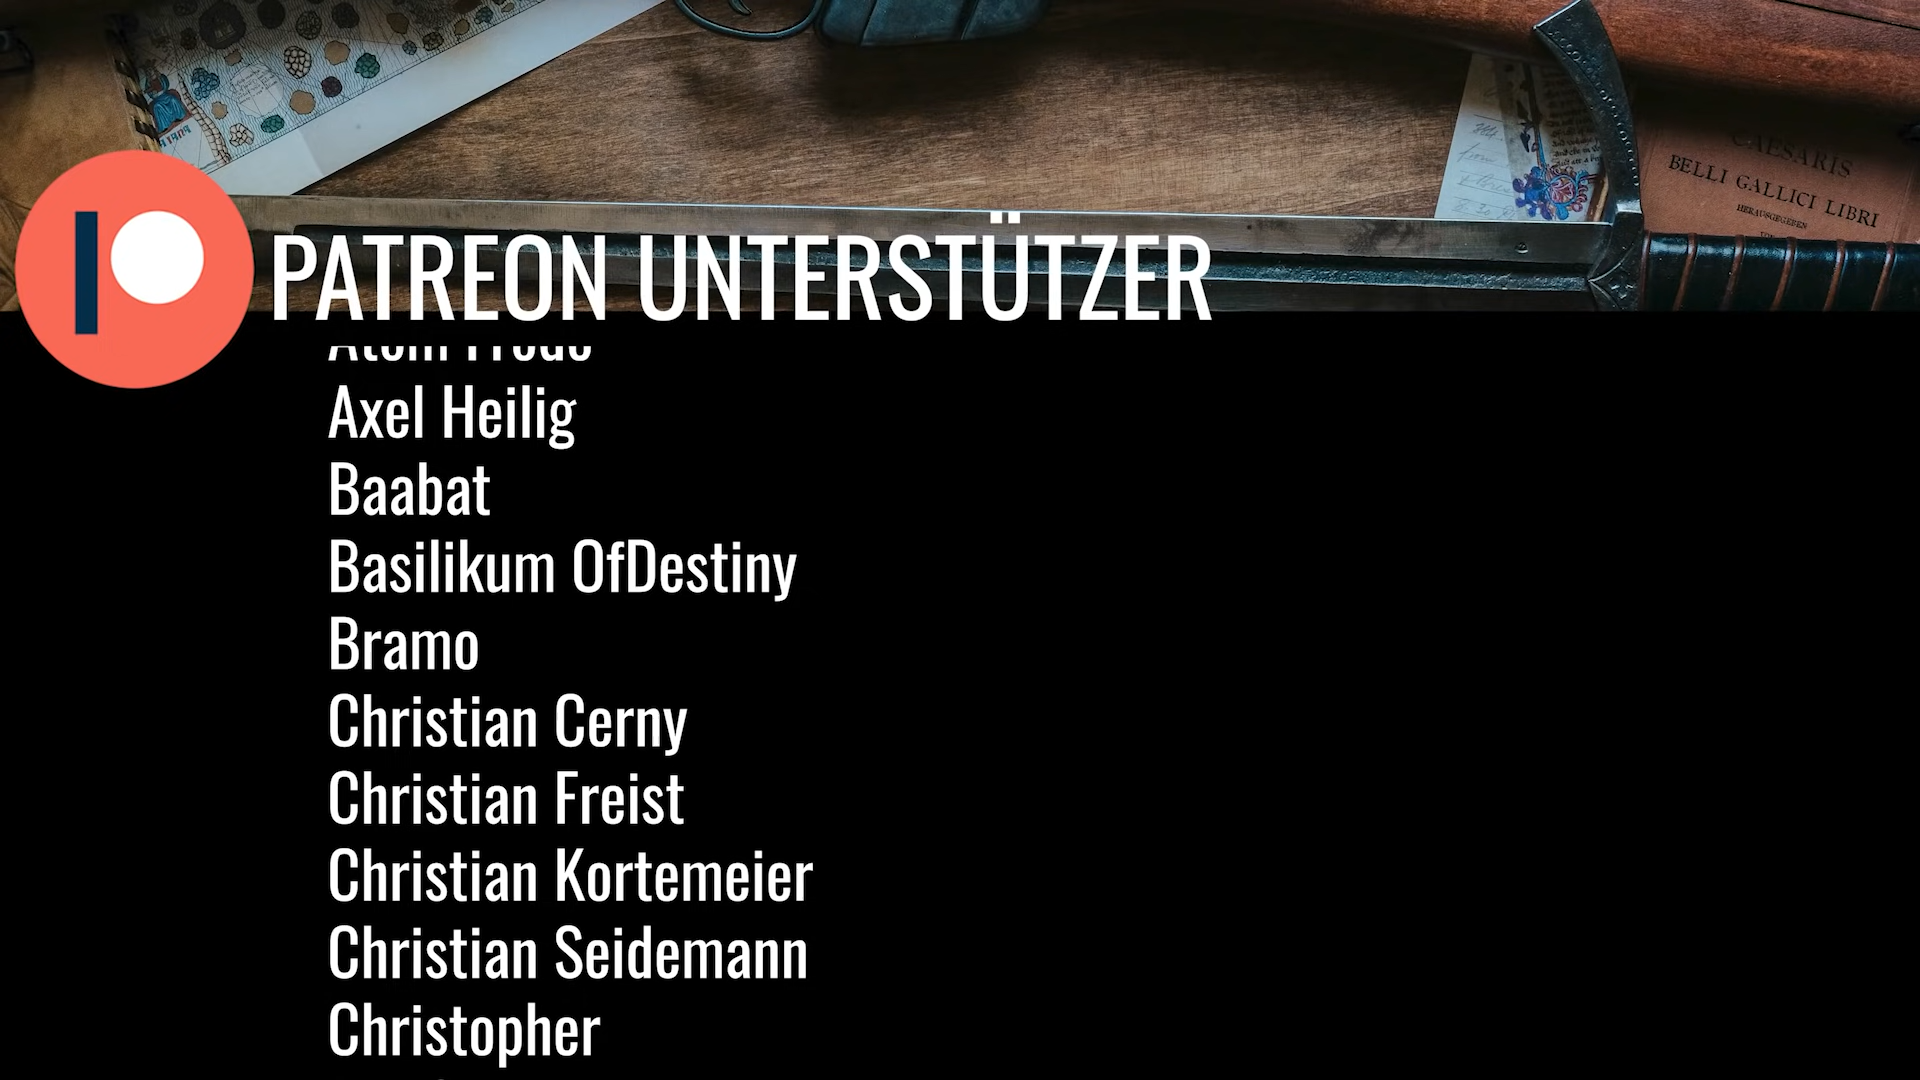 CAESARIS
BELLI GALLICI LIBRI
HERAUSGEGEBEN
PATREON UNTERSTÜTZER
Axel Heilig
Baabat
Basilikum OfDestiny
Bramo
Christian Cerny
Christian Freist
Christian Kortemeier
Christian Seidemann
Christopher